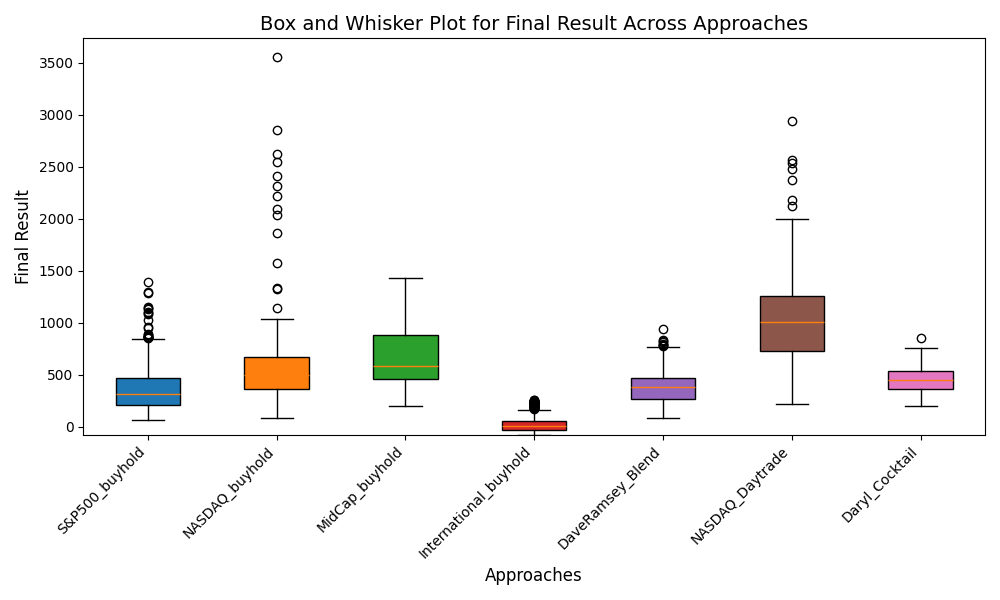 Box and Whisker Plot for Final Result Across Approaches
Final Result
3500
3000
2500
2000
1500
1000
500
0
S&P500_buyhold
NASDAQ_buyhold
MidCap_buyhold
International_buyhold
DaveRamsey_Blend
NASDAQ_Daytrade
Daryl_Cocktail
Approaches